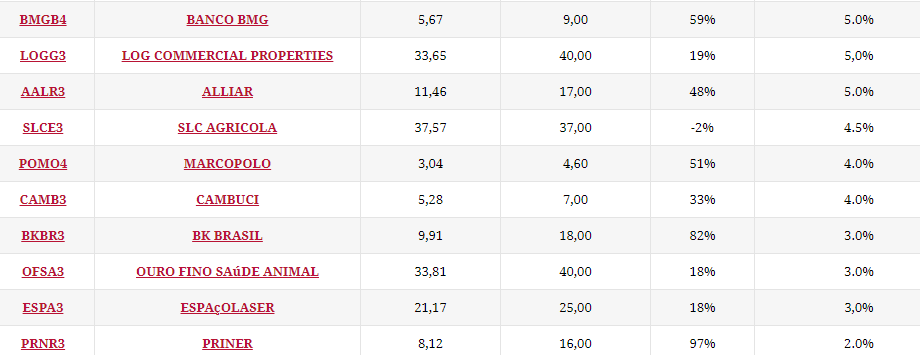 BMGB4 BANCO BMG 5,67 9,00 59% 5.0%
LOGG3 LOG COMMERCIAL PROPERTIES 33,65 40,00 19% 5,0%
AALR3 ALLIAR 11,46 17,00 48% 5.0%
SLCE3 SLC AGRICOLA 37,57 37,00 -2% 4.5%
POMO4 MARCOPOLO 3,04 4,60 51% 4.0%
CAMB3 CAMBUCI 5,28 7,00 33% 4.0%
BKBR3 BK BRASIL 9,91 18,00 82% 3.0%
OFSA3 OURO FINO SAúDE ANIMAL 33,81 40,00 18% 3.0%
ESPA3 ESPAçOLASER 21,17 25,00 18% 3,0%
PRNR3 PRINER 8,12 16,00 97% 2.0%